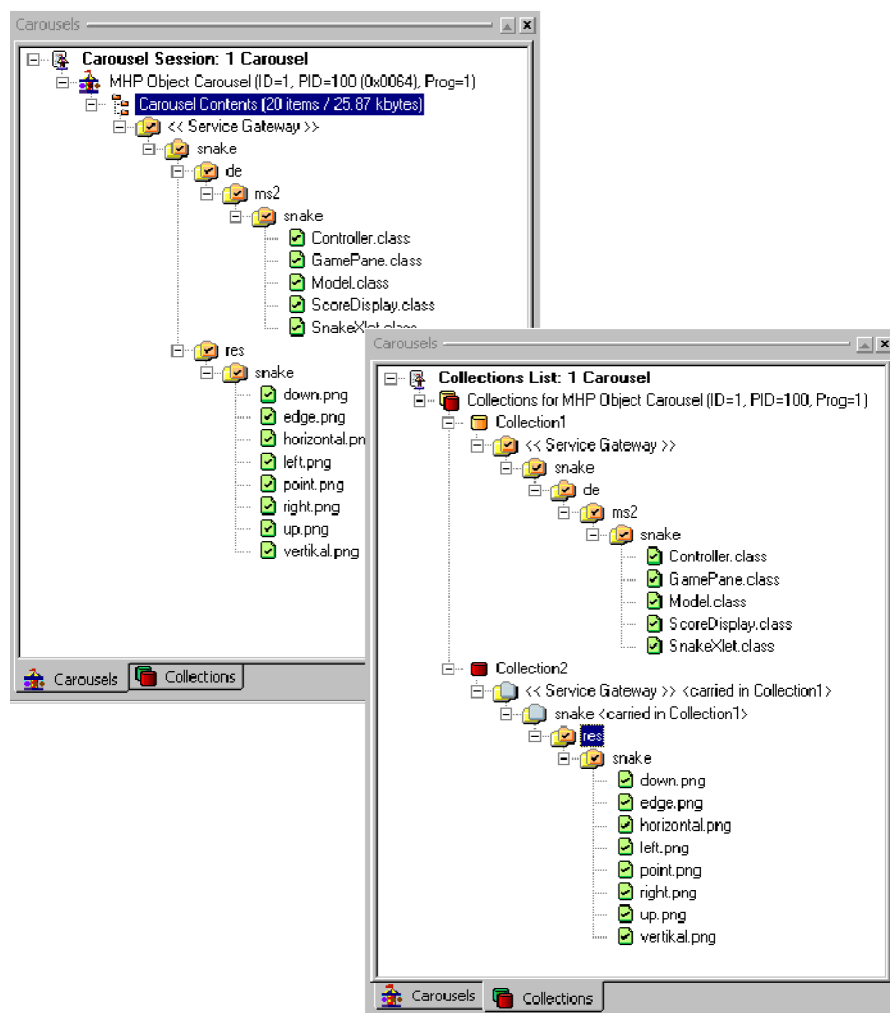 Carousels
Carousel Session: 1 Carousel
MHP Object Carousel (ID=1, PID=100 (0x0064), Prog=1)
Carousel Contents (20 items / 25.87 kbytes)
<< Service Gateway >>
snake
de
ms2
snake
Controller.class
GamePane.class
Model.class
ScoreDisplay.class
SnakeXlet.class
res
snake
down.png
edge.png
horizontal.pn
left.png
point.png
right.png
up.png
vertikal.png
Carousels Collections
Carousels
Collections List: 1 Carousel
Collections for MHP Object Carousel (ID=1, PID=100, Prog=1)
Collection1
<< Service Gateway >>
snake
de
ms2
snake
Controller.class
GamePane.class
Model.class
ScoreDisplay.class
SnakeXlet.class
Collection2
<< Service Gateway >> <carried in Collection1>
snake <carried in Collection1>
res
snake
down.png
edge.png
horizontal.png
left.png
point.png
right.png
up.png
vertikal.png
Carousels Collections